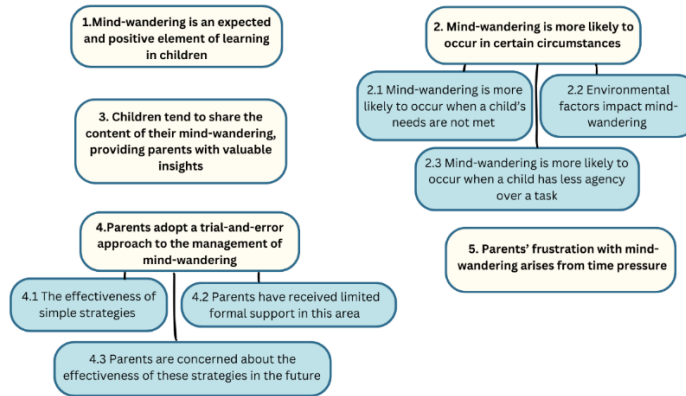 1.Mind-wandering is an expected
and positive element of learning
in children
2. Mind-wandering is more likely to
occur in certain circumstances
2.1 Mind-wandering is more
likely to occur when a child's
needs are not met
2.2 Environmental
factors impact mind-
wandering
2.3 Mind-wandering is more likely to
occur when a child has less agency
over a task
3. Children tend to share the
content of their mind-wandering,
providing parents with valuable
insights
4.Parents adopt a trial-and-error
approach to the management of
mind-wandering
4.1 The effectiveness of
simple strategies
4.2 Parents have received limited
formal support in this area
4.3 Parents are concerned about the
effectiveness of these strategies in the future
5. Parents' frustration with mind-
wandering arises from time pressure